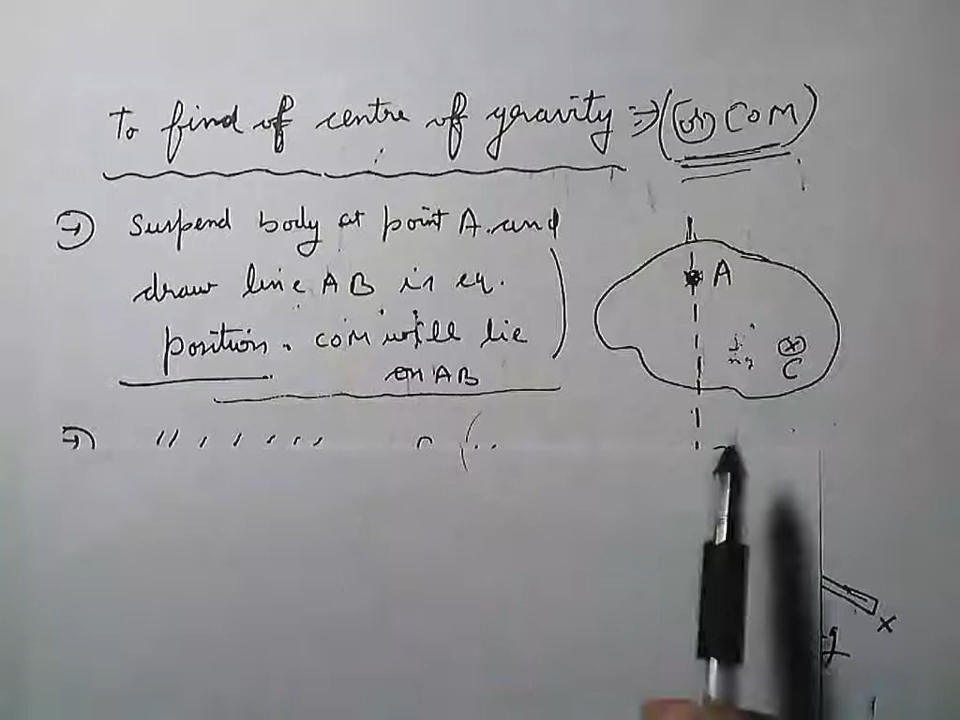 To find of centre of gravity ⇒ (or) COM)
→ Suspend body at point A. and
draw line AB in eq.
position. COM will lie
on AB
A
C
x
g